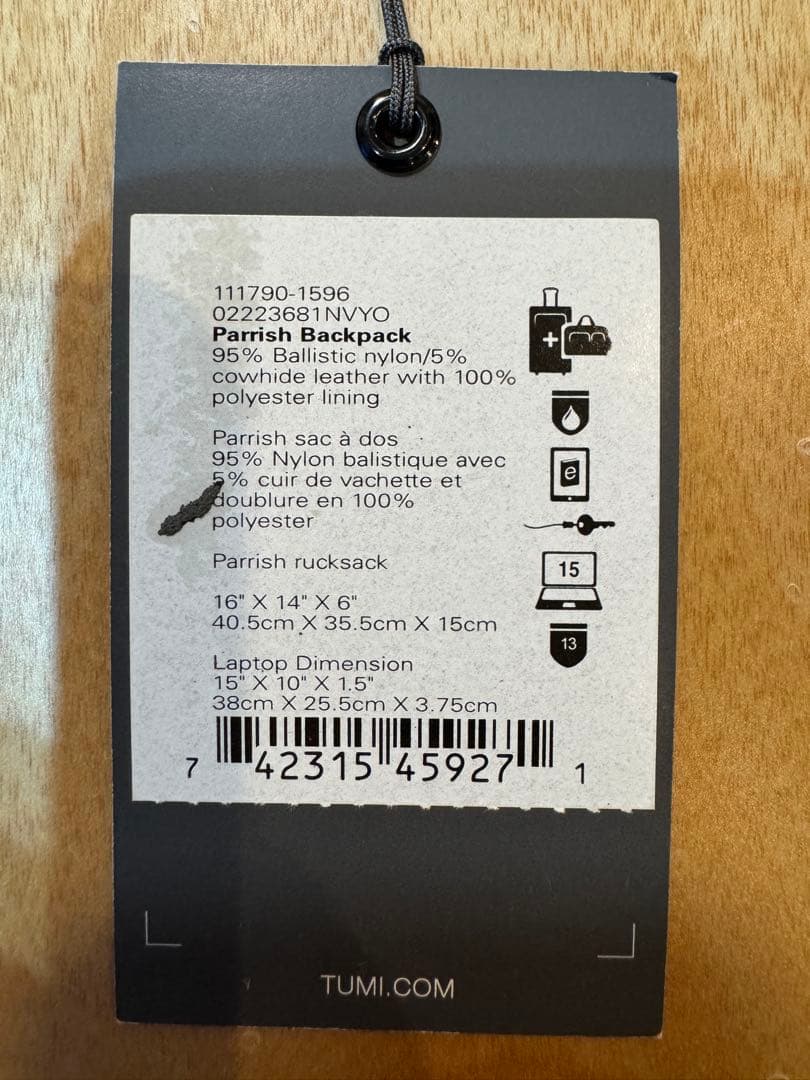 111790-1596
02223681NVYO
Parrish Backpack
95% Ballistic nylon/5%
cowhide leather with 100%
polyester lining
Parrish sac à dos
95% Nylon balistique avec
5% cuir de vachette et
doublure en 100%
polyester
Parrish rucksack
16" X 14" X 6"
40.5cm X 35.5cm X 15cm
Laptop Dimension
15" X 10" X 1.5"
38cm X 25.5cm X 3.75cm
7 42315 45927 1
e
15
13
TUMI.COM